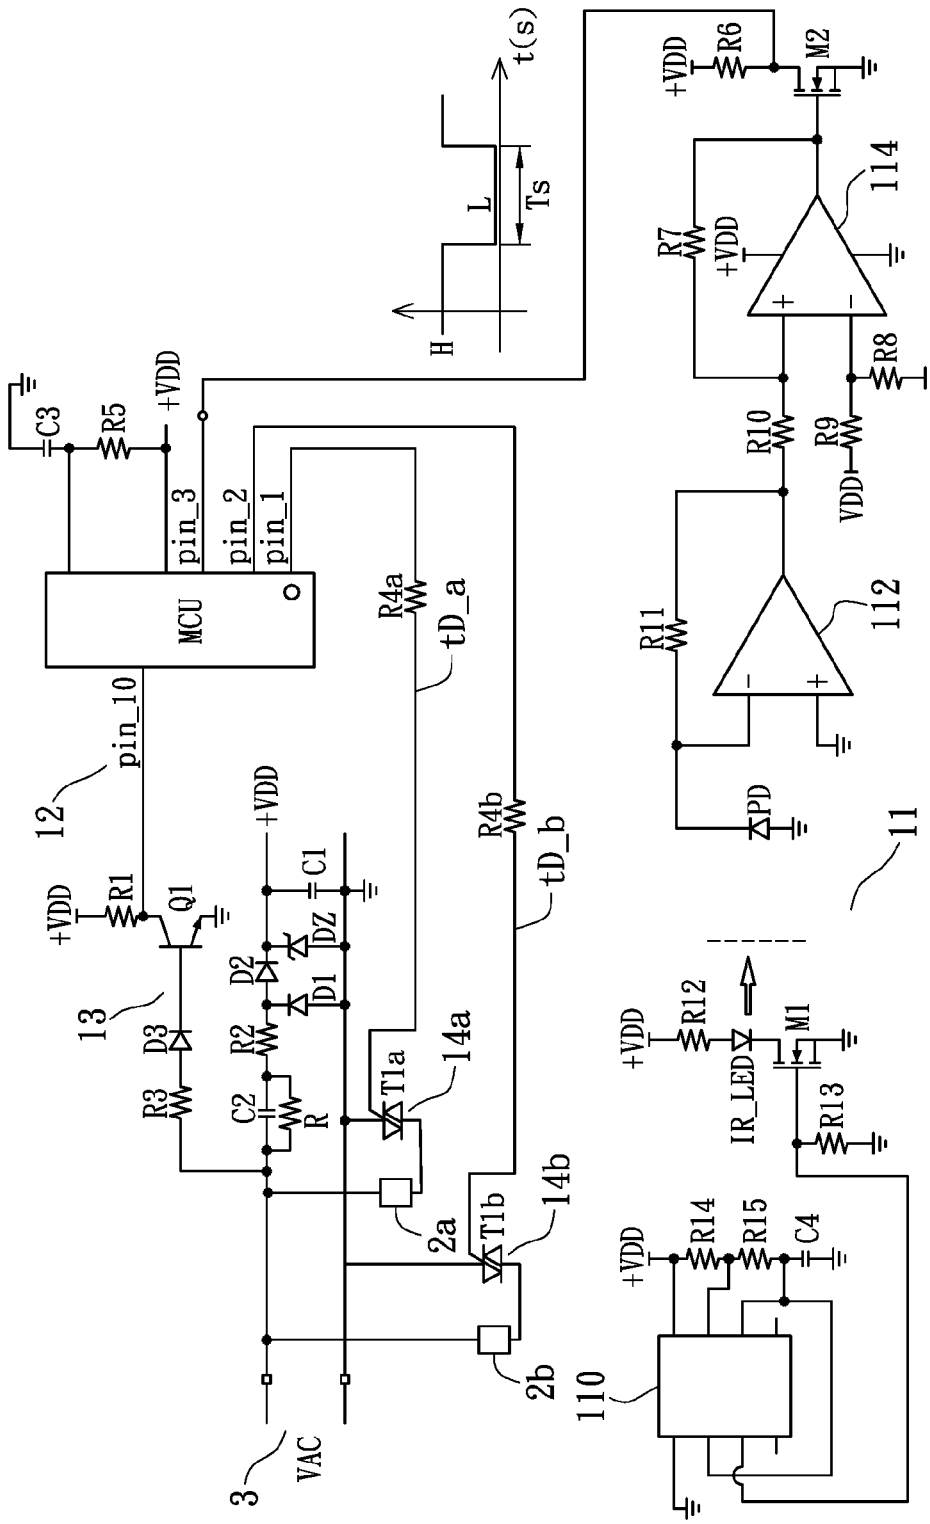 12
+VDD
R1
pin_10
Q1
13
D3
R3
MCU
C3
R5
+VDD
pin_3
pin_2
pin_1
+VDD
C1
DZ
D2
D1
R2
C2
R
3
VAC
T1a
14a
2a
T1b
14b
2b
R4a
tD_a
R4b
tD_b
H
L
Ts
t(s)
+VDD
R6
M2
R7
+VDD
114
+
-
R8
R9
VDD
R10
R11
112
-
+
PD
11
+VDD
R12
IR_LED
M1
R13
+VDD
R14
R15
C4
110